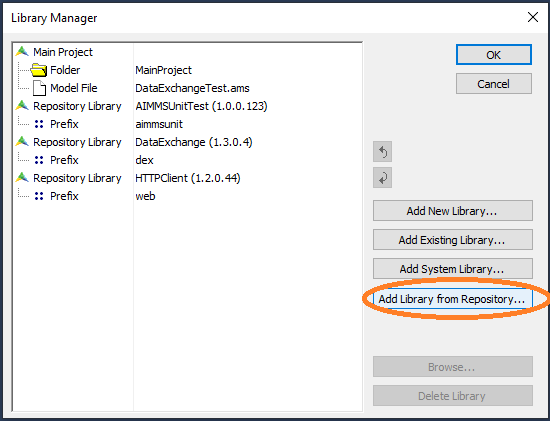 Library Manager
Main Project
Folder MainProject
Model File DataExchangeTest.ams
Repository Library AIMMSUnitTest (1.0.0.123)
Prefix aimmsunit
Repository Library DataExchange (1.3.0.4)
Prefix dex
Repository Library HTTPClient (1.2.0.44)
Prefix web
OK
Cancel
Add New Library...
Add Existing Library...
Add System Library...
Add Library from Repository...
Browse...
Delete Library